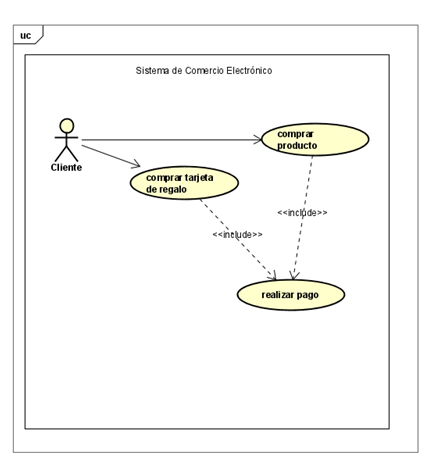 uc
Sistema de Comercio Electrónico
comprar
producto
Cliente
comprar tarjeta
de regalo
<<include>>
<<include>>
realizar pago